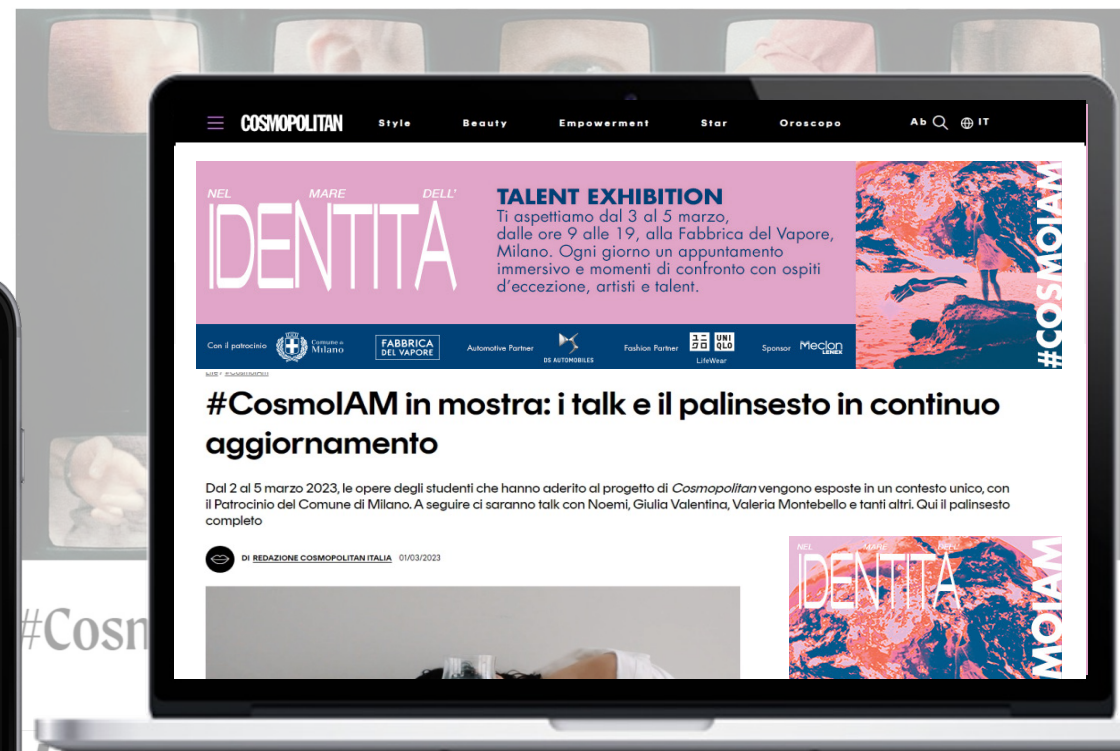 COSMOPOLITAN Style Beauty Empowerment Star Oroscopo Ab IT
NEL MARE DELL'
IDENTITÀ
TALENT EXHIBITION
Ti aspettiamo dal 3 al 5 marzo,
dalle ore 9 alle 19, alla Fabbrica del Vapore,
Milano. Ogni giorno un appuntamento
immersivo e momenti di confronto con ospiti
d'eccezione, artisti e talent.
#COSMOIAM
Con il patrocinio
Comune di
Milano
FABBRICA
DEL VAPORE
Automotive Partner
DS AUTOMOBILES
Fashion Partner
ユニ
クロ
UNI
QLO
LifeWear
Sponsor
Meclon
LENEX
#CosmoIAM in mostra: i talk e il palinsesto in continuo
aggiornamento
Dal 2 al 5 marzo 2023, le opere degli studenti che hanno aderito al progetto di Cosmopolitan vengono esposte in un contesto unico, con
il Patrocinio del Comune di Milano. A seguire ci saranno talk con Noemi, Giulia Valentina, Valeria Montebello e tanti altri. Qui il palinsesto
completo
DI REDAZIONE COSMOPOLITAN ITALIA 01/03/2023
NEL MARE DELL'
IDENTITÀ
MOIAM
#Cosm